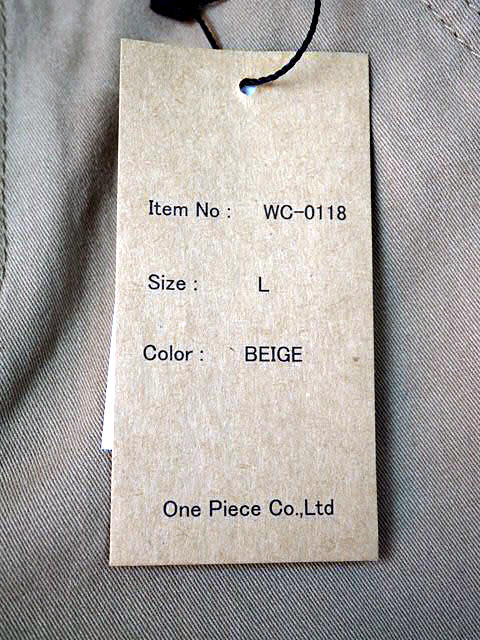 Item No : WC-0118
Size : L
Color : BEIGE
One Piece Co.,Ltd